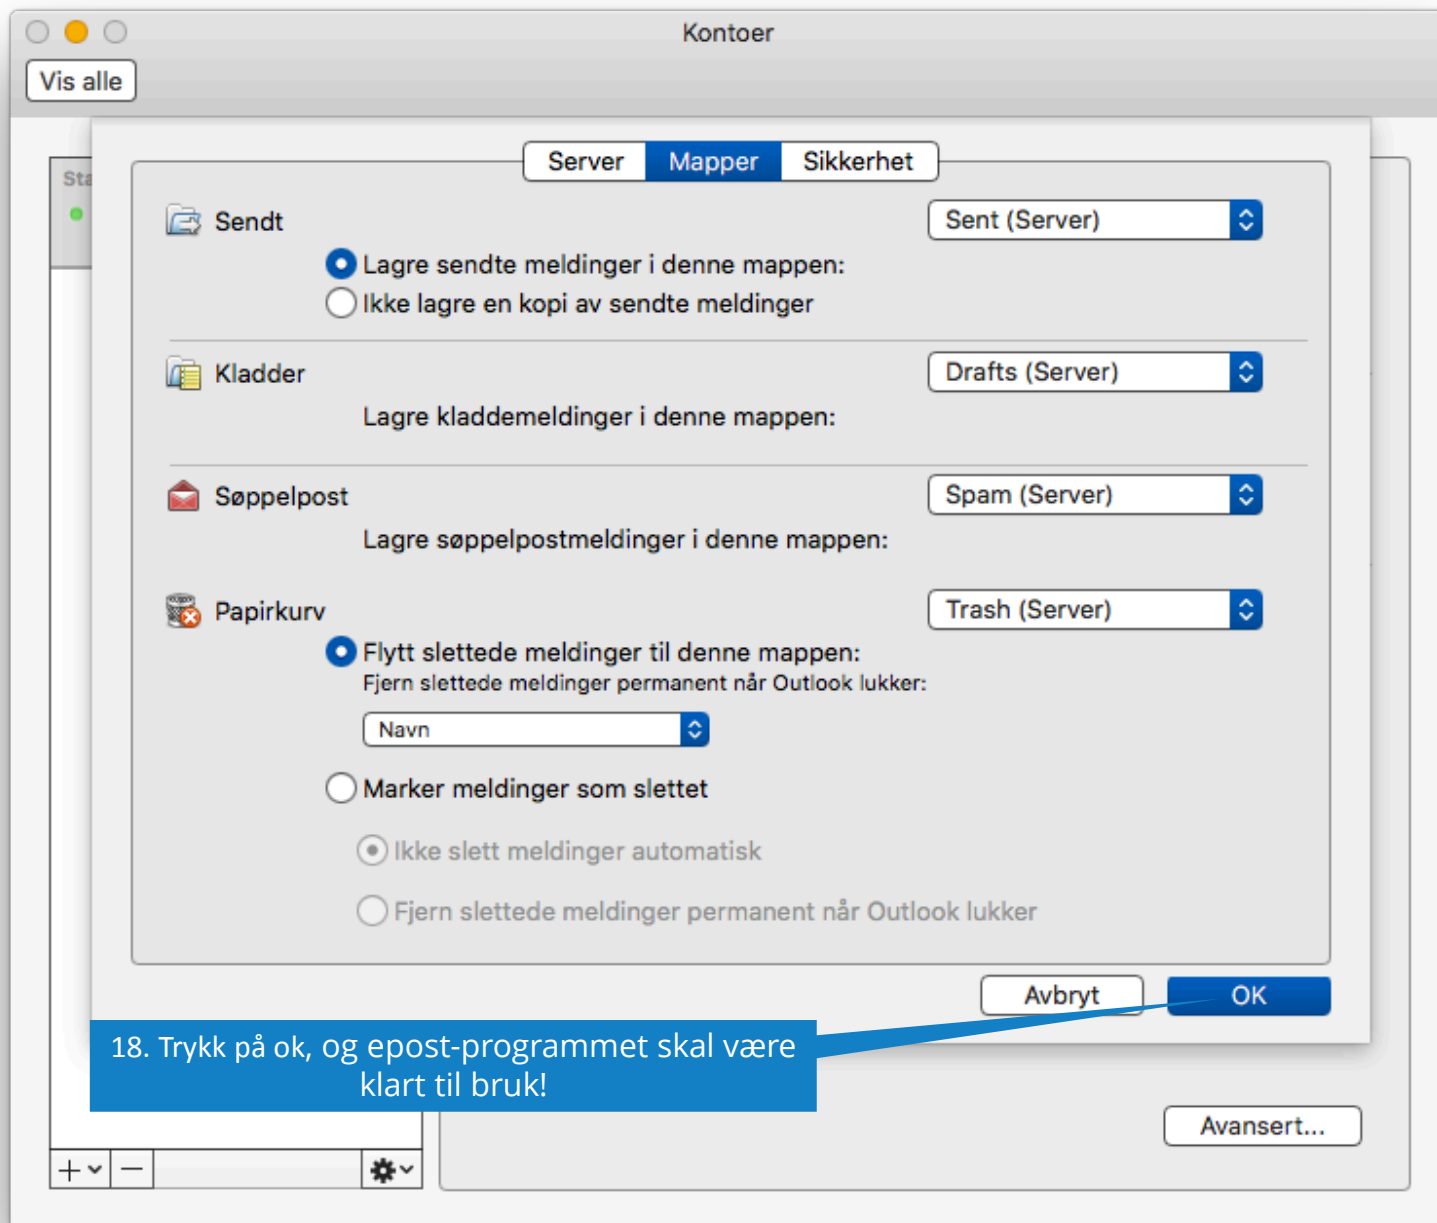 Kontoer
Vis alle
Sta
Server Mapper Sikkerhet
Sendt Sent (Server)
Lagre sendte meldinger i denne mappen:
Ikke lagre en kopi av sendte meldinger
Kladder Drafts (Server)
Lagre kladdemeldinger i denne mappen:
Søppelpost Spam (Server)
Lagre søppelpostmeldinger i denne mappen:
Papirkurv Trash (Server)
Flytt slettede meldinger til denne mappen:
Fjern slettede meldinger permanent når Outlook lukker:
Navn
Marker meldinger som slettet
Ikke slett meldinger automatisk
Fjern slettede meldinger permanent når Outlook lukker
Avbryt OK
18. Trykk på ok, og epost-programmet skal være
klart til bruk!
Avansert...